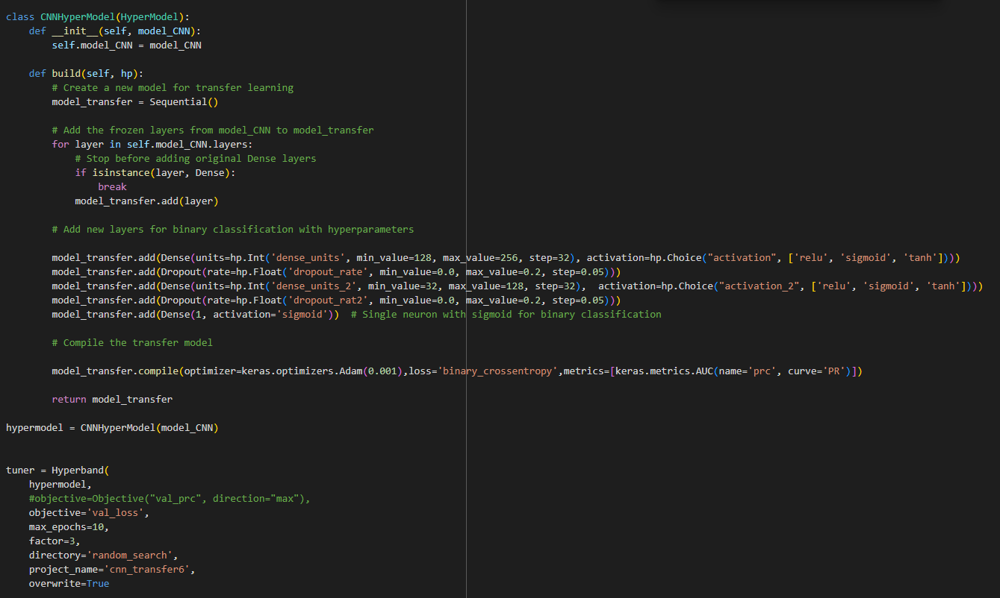 class CNNHyperModel(HyperModel):
    def __init__(self, model_CNN):
        self.model_CNN = model_CNN

    def build(self, hp):
        # Create a new model for transfer learning
        model_transfer = Sequential()

        # Add the frozen layers from model_CNN to model_transfer
        for layer in self.model_CNN.layers:
            # Stop before adding original Dense layers
            if isinstance(layer, Dense):
                break
            model_transfer.add(layer)

        # Add new layers for binary classification with hyperparameters

        model_transfer.add(Dense(units=hp.Int('dense_units', min_value=128, max_value=256, step=32), activation=hp.Choice("activation", ['relu', 'sigmoid', 'tanh'])))
        model_transfer.add(Dropout(rate=hp.Float('dropout_rate', min_value=0.0, max_value=0.2, step=0.05)))
        model_transfer.add(Dense(units=hp.Int('dense_units_2', min_value=32, max_value=128, step=32),  activation=hp.Choice("activation_2", ['relu', 'sigmoid', 'tanh'])))
        model_transfer.add(Dropout(rate=hp.Float('dropout_rat2', min_value=0.0, max_value=0.2, step=0.05)))
        model_transfer.add(Dense(1, activation='sigmoid'))  # Single neuron with sigmoid for binary classification

        # Compile the transfer model

        model_transfer.compile(optimizer=keras.optimizers.Adam(0.001),loss='binary_crossentropy',metrics=[keras.metrics.AUC(name='prc', curve='PR')])

        return model_transfer

hypermodel = CNNHyperModel(model_CNN)


tuner = Hyperband(
    hypermodel,
    #objective=Objective("val_prc", direction="max"),
    objective='val_loss',
    max_epochs=10,
    factor=3,
    directory='random_search',
    project_name='cnn_transfer6',
    overwrite=True